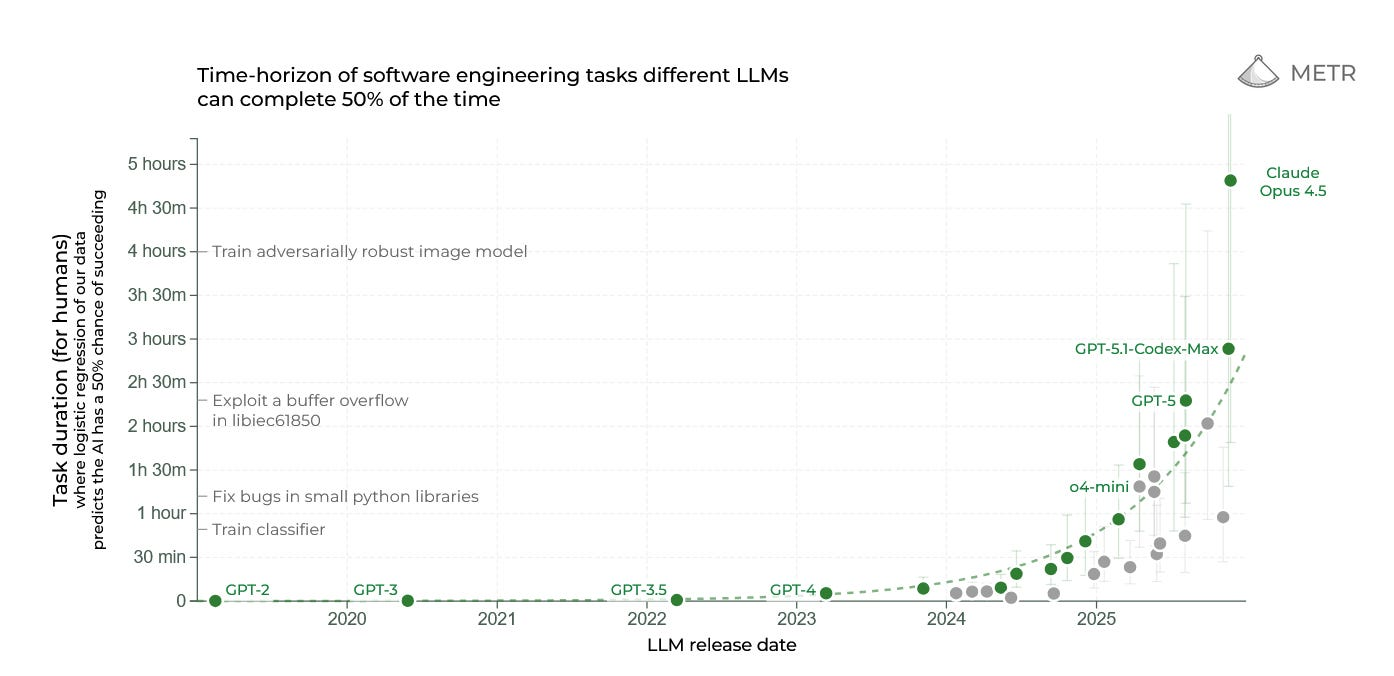 Time-horizon of software engineering tasks different LLMs
can complete 50% of the time
METR
Task duration (for humans)
where logistic regression of our data
predicts the AI has a 50% chance of succeeding
5 hours
4h 30m
4 hours
3h 30m
3 hours
2h 30m
2 hours
1h 30m
1 hour
30 min
0
Train adversarially robust image model
Exploit a buffer overflow
in libiec61850
Fix bugs in small python libraries
Train classifier
GPT-2
GPT-3
GPT-3.5
GPT-4
o4-mini
GPT-5
GPT-5.1-Codex-Max
Claude
Opus 4.5
2020
2021
2022
2023
2024
2025
LLM release date